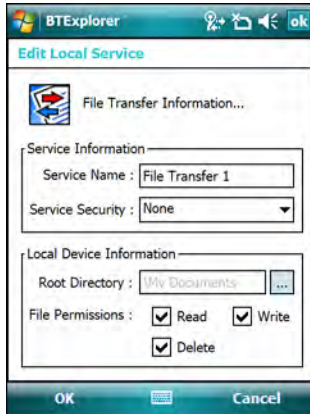 BTExplorer ok
Edit Local Service
File Transfer Information...
Service Information
Service Name : File Transfer 1
Service Security : None
Local Device Information
Root Directory : \My Documents ...
File Permissions : Read Write
Delete
OK Cancel